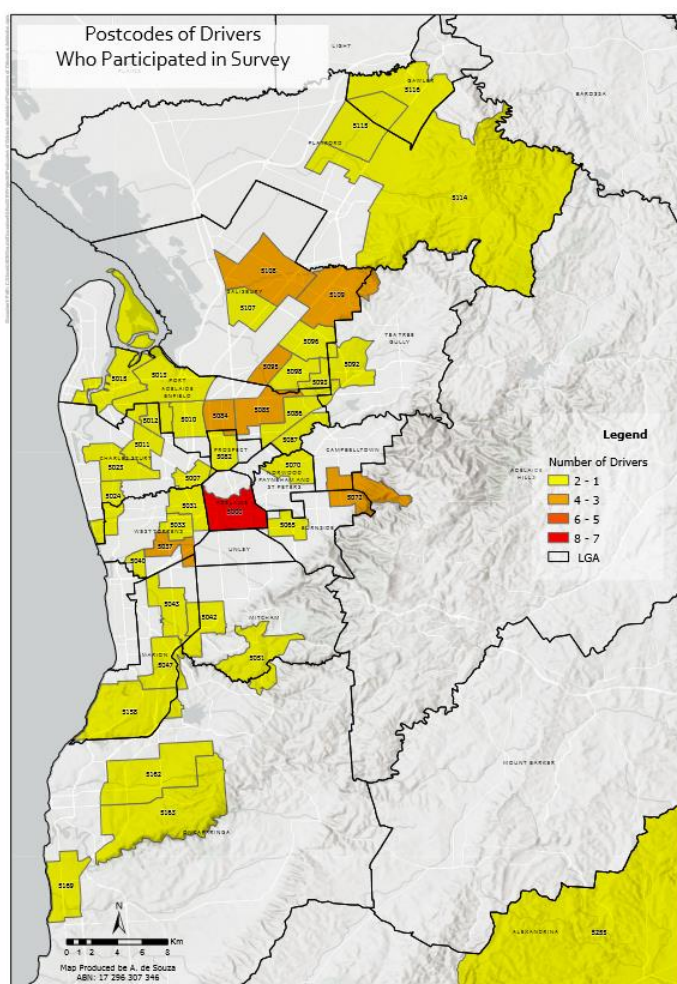 Postcodes of Drivers
Who Participated in Survey
LIGHT
GAWLER
5116
BAROSSA
5115
PLAYFORD
5114
5108
5109
SALISBURY
5107
TEA TREE
GULLY
5096
5092
5095
5098
5093
5015
5013
PORT
ADELAIDE
ENFIELD
5012
5010
5084
5085
5086
5011
PROSPECT
5082
5087
CHARLES STURT
5023
CAMPBELLTOWN
5007
5070
NORWOOD
PAYNEHAM AND
ST PETERS
ADELAIDE
HILLS
5024
5072
5031
5000
5033
5065
BURNSIDE
WEST TORRENS
5037
UNLEY
5040
5043
5042
MITCHAM
5051
MARION
5047
5158
5162
5163
ONKAPARINGA
5169
MOUNT BARKER
ALEXANDRINA
5255
Legend
Number of Drivers
2 - 1
4 - 3
6 - 5
8 - 7
LGA
N
0 1 2 4 6 8
Km
Map Produced be A. de Souza
ABN: 17 296 307 346